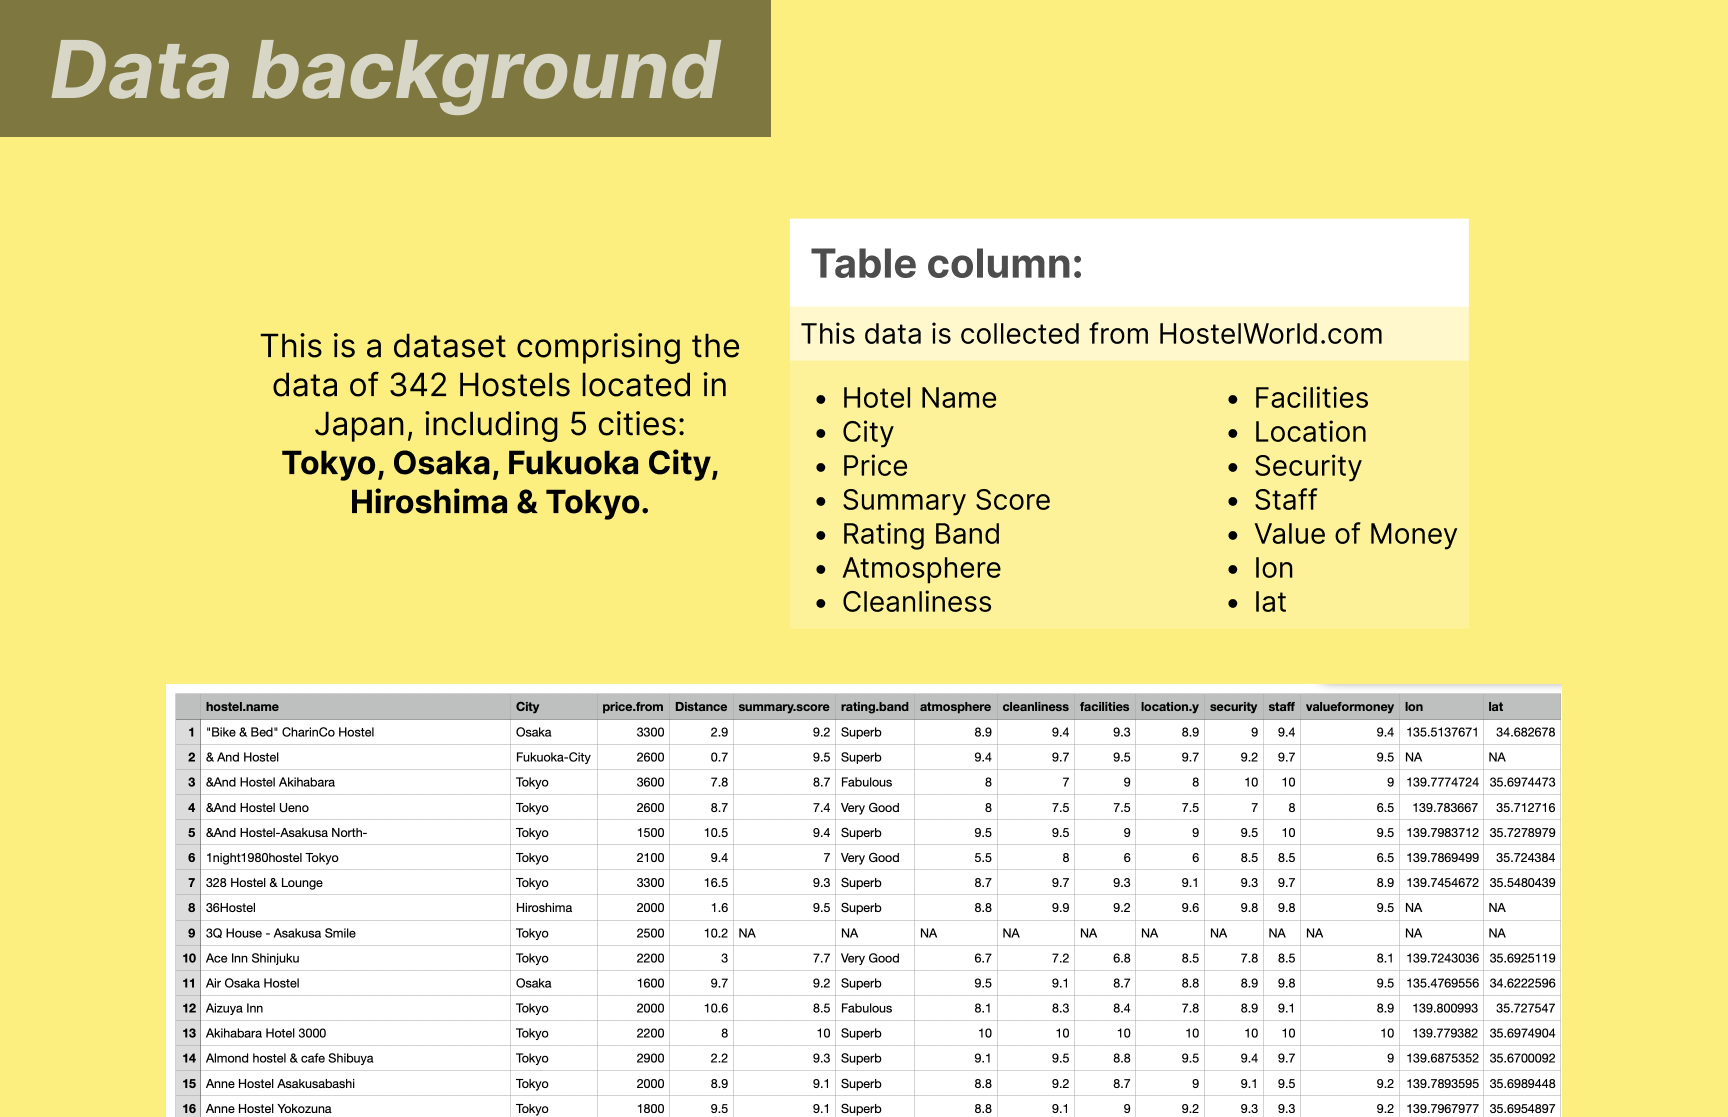 Data background
This is a dataset comprising the
data of 342 Hostels located in
Japan, including 5 cities:
Tokyo, Osaka, Fukuoka City,
Hiroshima & Tokyo.
Table column:
This data is collected from HostelWorld.com
• Hotel Name
• City
• Price
• Summary Score
• Rating Band
• Atmosphere
• Cleanliness
• Facilities
• Location
• Security
• Staff
• Value of Money
• lon
• lat
hostel.name City price.from Distance summary.score rating.band atmosphere cleanliness facilities location.y security staff valueformoney lon lat
1 "Bike & Bed" CharinCo Hostel Osaka 3300 2.9 9.2 Superb 8.9 9.4 9.3 8.9 9 9.4 9.4 135.5137671 34.682678
2 & And Hostel Fukuoka-City 2600 0.7 9.5 Superb 9.4 9.7 9.5 9.7 9.2 9.7 9.5 NA NA
3 &And Hostel Akihabara Tokyo 3600 7.8 8.7 Fabulous 8 7 9 8 10 10 9 139.7774724 35.6974473
4 &And Hostel Ueno Tokyo 2600 8.7 7.4 Very Good 8 7.5 7.5 7.5 7 8 6.5 139.783667 35.712716
5 &And Hostel-Asakusa North- Tokyo 1500 10.5 9.4 Superb 9.5 9.5 9 9 9.5 10 9.5 139.7983712 35.7278979
6 1night1980hostel Tokyo Tokyo 2100 9.4 7 Very Good 5.5 8 6 6 8.5 8.5 6.5 139.7869499 35.724384
7 328 Hostel & Lounge Tokyo 3300 16.5 9.3 Superb 8.7 9.7 9.3 9.1 9.3 9.7 8.9 139.7454672 35.5480439
8 36Hostel Hiroshima 2000 1.6 9.5 Superb 8.8 9.9 9.2 9.6 9.8 9.8 9.5 NA NA
9 3Q House - Asakusa Smile Tokyo 2500 10.2 NA NA NA NA NA NA NA NA NA NA NA
10 Ace Inn Shinjuku Tokyo 2200 3 7.7 Very Good 6.7 7.2 6.8 8.5 7.8 8.5 8.1 139.7243036 35.6925119
11 Air Osaka Hostel Osaka 1600 9.7 9.2 Superb 9.5 9.1 8.7 8.8 8.9 9.8 9.5 135.4769556 34.6222596
12 Aizuya Inn Tokyo 2000 10.6 8.5 Fabulous 8.1 8.3 8.4 7.8 8.9 9.1 8.9 139.800993 35.727547
13 Akihabara Hotel 3000 Tokyo 2200 8 10 Superb 10 10 10 10 10 10 10 139.779382 35.6974904
14 Almond hostel & cafe Shibuya Tokyo 2900 2.2 9.3 Superb 9.1 9.5 8.8 9.5 9.4 9.7 9 139.6875352 35.6700092
15 Anne Hostel Asakusabashi Tokyo 2000 8.9 9.1 Superb 8.8 9.2 8.7 9 9.1 9.5 9.2 139.7893595 35.6989448
16 Anne Hostel Yokozuna Tokyo 1800 9.5 9.1 Superb 8.8 9.1 9 9.2 9.3 9.3 9.2 139.7967977 35.6954897